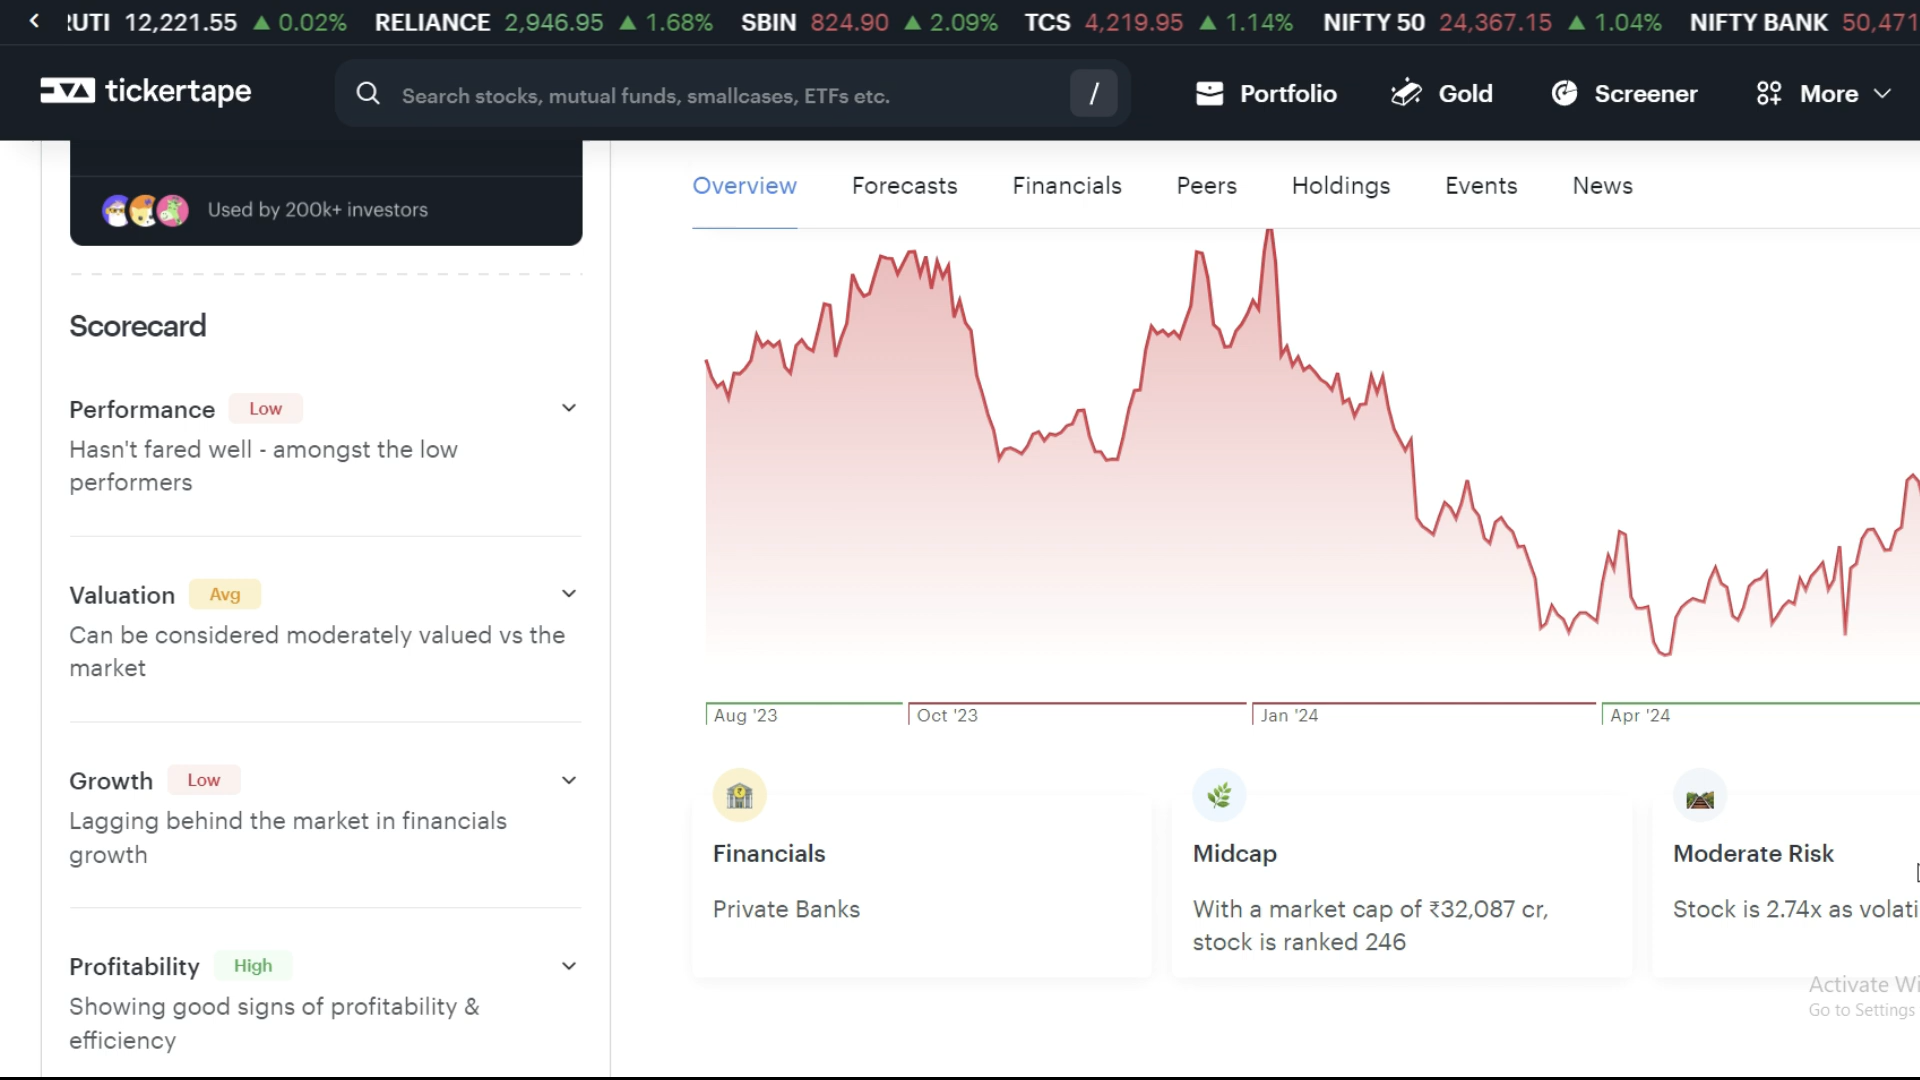 RUTI 12,221.55 ▲ 0.02% RELIANCE 2,946.95 ▲ 1.68% SBIN 824.90 ▲ 2.09% TCS 4,219.95 ▲ 1.14% NIFTY 50 24,367.15 ▲ 1.04% NIFTY BANK 50,471
tickertape
Search stocks, mutual funds, smallcases, ETFs etc.
/
Portfolio
Gold
Screener
More
Used by 200k+ investors
Scorecard
Performance Low
Hasn't fared well - amongst the low
performers
Valuation Avg
Can be considered moderately valued vs the
market
Growth Low
Lagging behind the market in financials
growth
Profitability High
Showing good signs of profitability &
efficiency
Overview Forecasts Financials Peers Holdings Events News
Aug '23 Oct '23 Jan '24 Apr '24
Financials
Private Banks
Midcap
With a market cap of ₹32,087 cr,
stock is ranked 246
Moderate Risk
Stock is 2.74x as volati
Activate Wi
Go to Settings